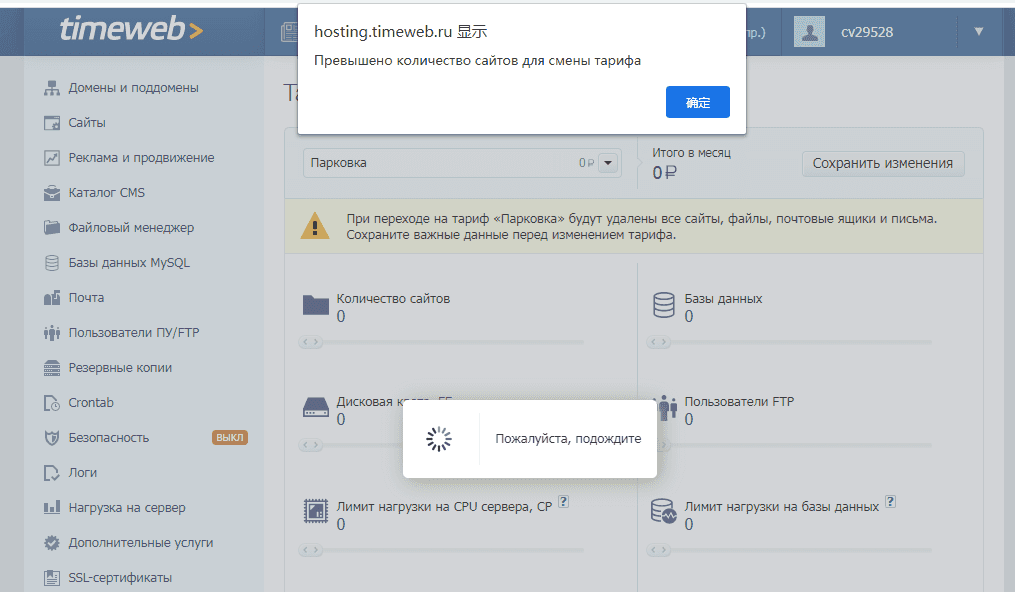 timeweb>
hosting.timeweb.ru 显示
Превышено количество сайтов для смены тарифа
确定
пр.)
cv29528
Домены и поддомены
Сайты
Реклама и продвижение
Каталог CMS
Файловый менеджер
Базы данных MySQL
Почта
Пользователи ПУ/FTP
Резервные копии
Crontab
Безопасность
ВЫКЛ
Логи
Нагрузка на сервер
Дополнительные услуги
SSL-сертификаты
Парковка
0 ₽
Итого в месяц
0 ₽
Сохранить изменения
При переходе на тариф «Парковка» будут удалены все сайты, файлы, почтовые ящики и письма.
Сохраните важные данные перед изменением тарифа.
Количество сайтов
0
Базы данных
0
Дисковая
0
Пользователи FTP
0
Пожалуйста, подождите
Лимит нагрузки на CPU сервера, CP ?
0
Лимит нагрузки на базы данных ?
0